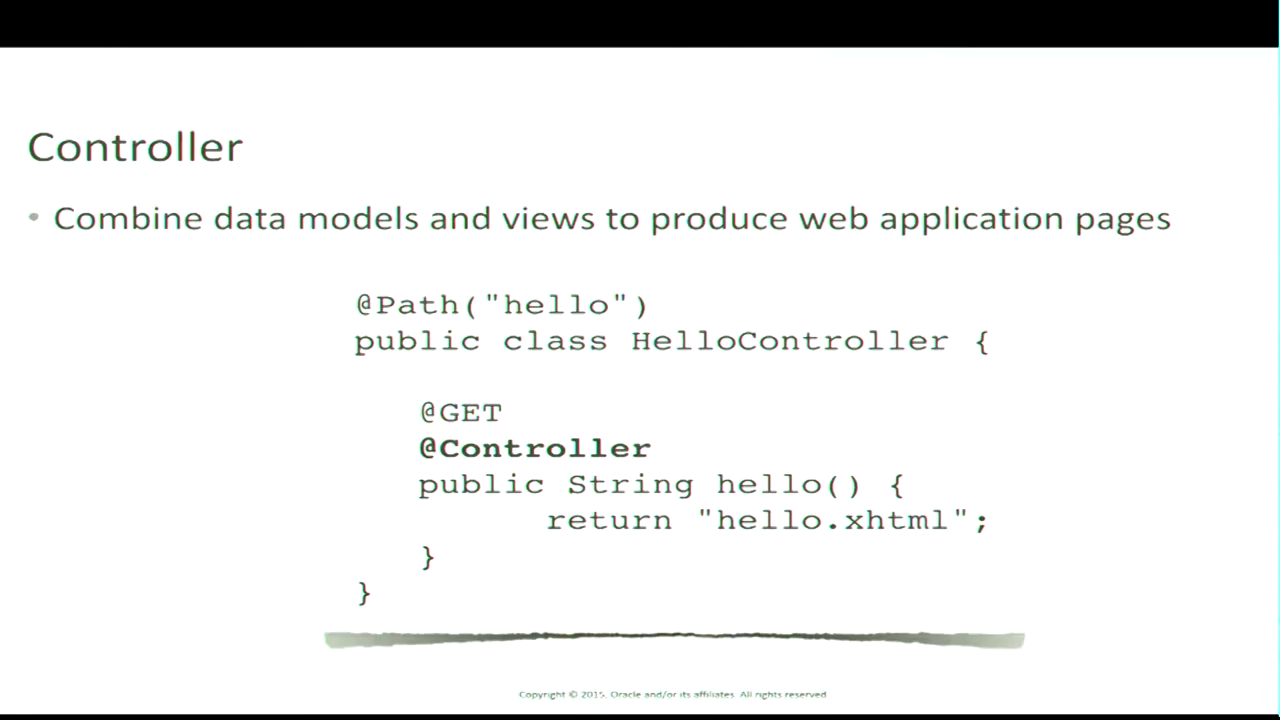 Controller
• Combine data models and views to produce web application pages
@Path("hello")
public class HelloController {
@GET
@Controller
public String hello() {
return "hello.xhtml";
}
}
Copyright © 2015, Oracle and/or its affiliates. All rights reserved